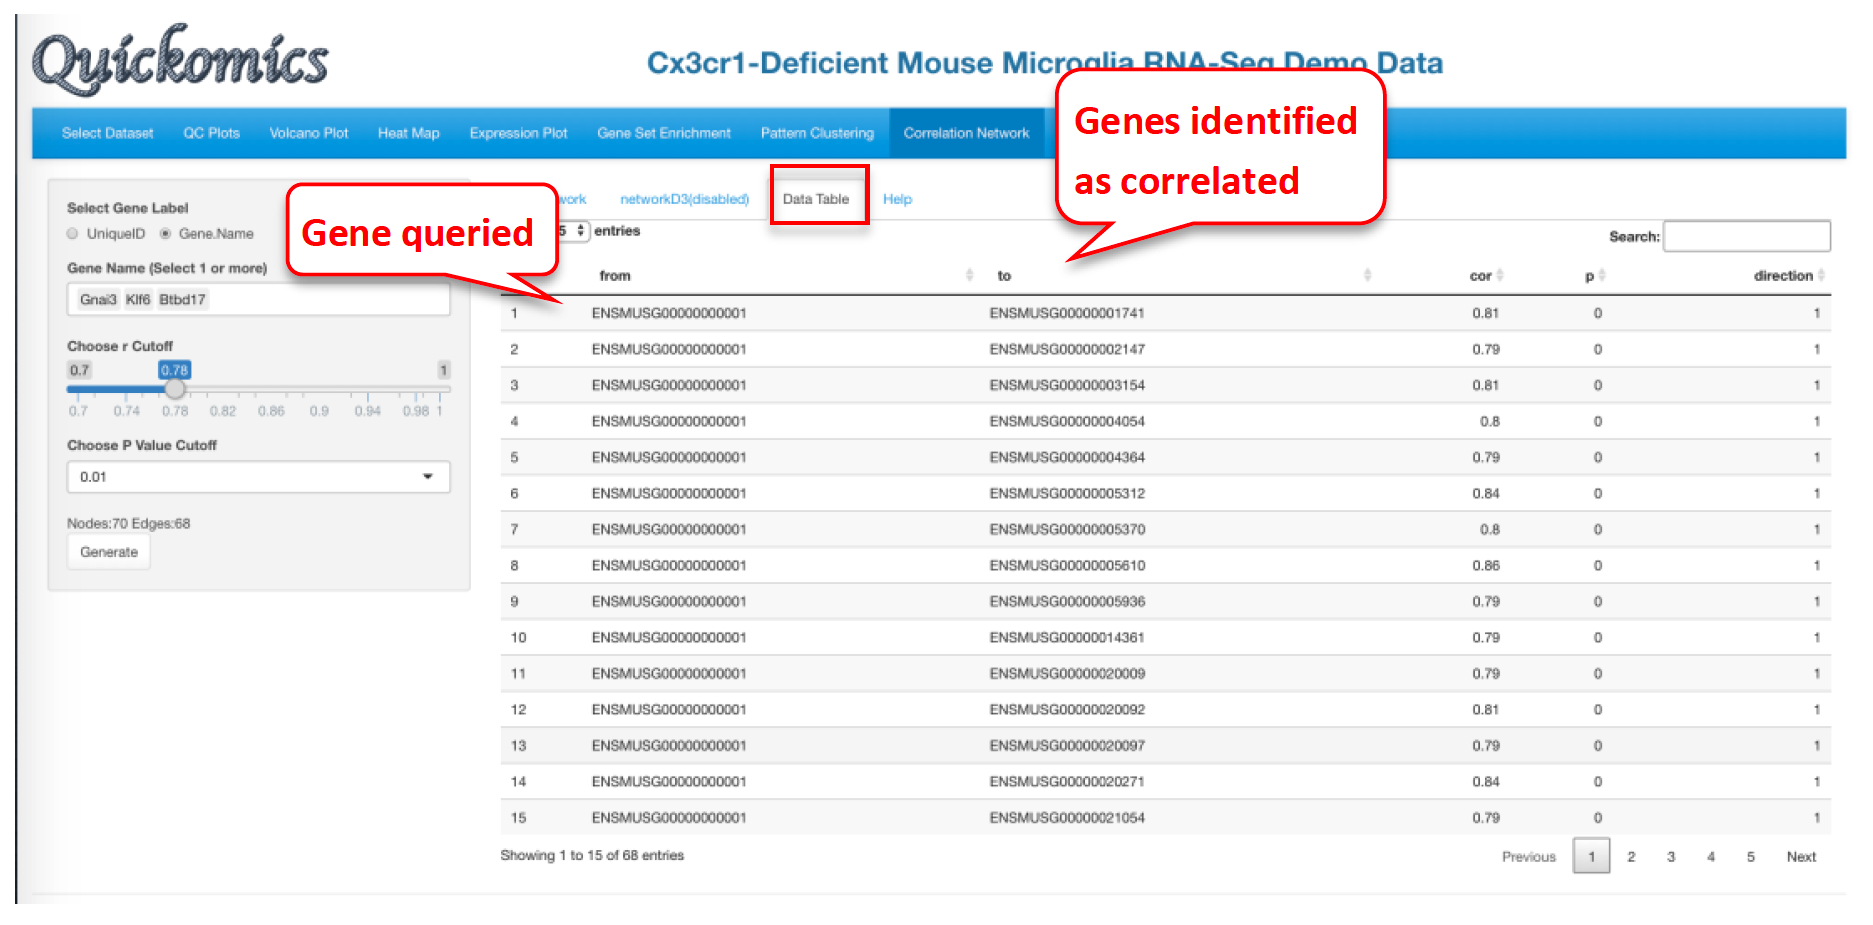 Quickomics
Cx3cr1-Deficient Mouse Microglia RNA-Seq Demo Data
Select Dataset QC Plots Volcano Plot Heat Map Expression Plot Gene Set Enrichment Pattern Clustering Correlation Network
Genes identified
as correlated
Gene queried
Select Gene Label
UniqueID Gene.Name
Gene Name (Select 1 or more)
Gnai3 Klf6 Btbd17
Choose r Cutoff
0.7 0.78 1
0.7 0.74 0.78 0.82 0.86 0.9 0.94 0.98 1
Choose P Value Cutoff
0.01
Nodes:70 Edges:68
Generate
networkD3(disabled) Data Table Help
5 entries
Search:
from to cor p direction
1 ENSMUSG00000000001 ENSMUSG00000001741 0.81 0 1
2 ENSMUSG00000000001 ENSMUSG00000002147 0.79 0 1
3 ENSMUSG00000000001 ENSMUSG00000003154 0.81 0 1
4 ENSMUSG00000000001 ENSMUSG00000004054 0.8 0 1
5 ENSMUSG00000000001 ENSMUSG00000004364 0.79 0 1
6 ENSMUSG00000000001 ENSMUSG00000005312 0.84 0 1
7 ENSMUSG00000000001 ENSMUSG00000005370 0.8 0 1
8 ENSMUSG00000000001 ENSMUSG00000005610 0.86 0 1
9 ENSMUSG00000000001 ENSMUSG00000005936 0.79 0 1
10 ENSMUSG00000000001 ENSMUSG00000014361 0.79 0 1
11 ENSMUSG00000000001 ENSMUSG00000020009 0.79 0 1
12 ENSMUSG00000000001 ENSMUSG00000020092 0.81 0 1
13 ENSMUSG00000000001 ENSMUSG00000020097 0.79 0 1
14 ENSMUSG00000000001 ENSMUSG00000020271 0.84 0 1
15 ENSMUSG00000000001 ENSMUSG00000021054 0.79 0 1
Showing 1 to 15 of 68 entries
Previous 1 2 3 4 5 Next